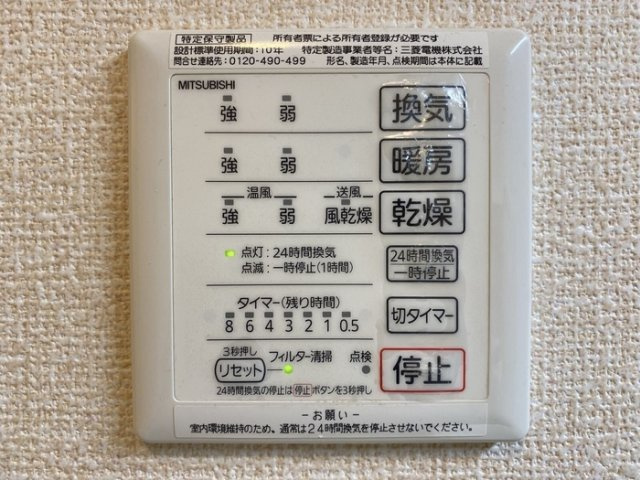 特定保守製品 所有者票による所有者登録が必要です
設計標準使用期間:10年 特定製造事業者等名:三菱電機株式会社
問合せ連絡先:0120-490-499 形名、製造年月、点検期間は本体に記載
MITSUBISHI
強 弱 換気
強 弱 暖房
温風 送風
強 弱 風乾燥 乾燥
点灯:24時間換気
点滅:一時停止(1時間)
24時間換気
一時停止
タイマー(残り時間)
8 6 4 3 2 1 0.5
切タイマー
3秒押し
リセット フィルター清掃 点検
停止
24時間換気の停止は停止ボタンを3秒押し
-お願い-
室内環境維持のため、通常は24時間換気を停止させないでください。